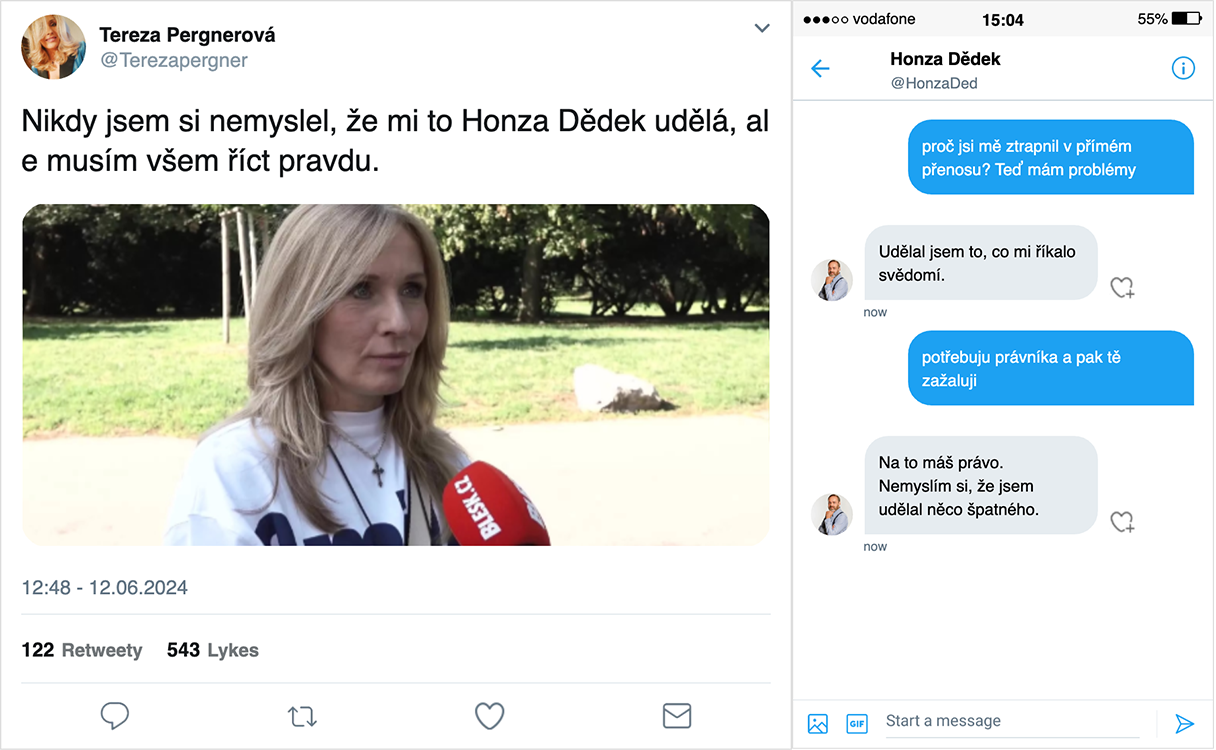 Tereza Pergnerová
@Terezapergner
Nikdy jsem si nemyslel, že mi to Honza Dědek udělá, al
e musím všem říct pravdu.
BLESK.CZ
12:48 - 12.06.2024
122 Retweety 543 Lykes
vodafone 15:04 55%
Honza Dědek
@HonzaDed
proč jsi mě ztrapnil v přímém
přenosu? Teď mám problémy
Udělal jsem to, co mi říkalo
svědomí.
now
potřebuju právníka a pak tě
zažaluji
Na to máš právo.
Nemyslím si, že jsem
udělal něco špatného.
now
GIF Start a message